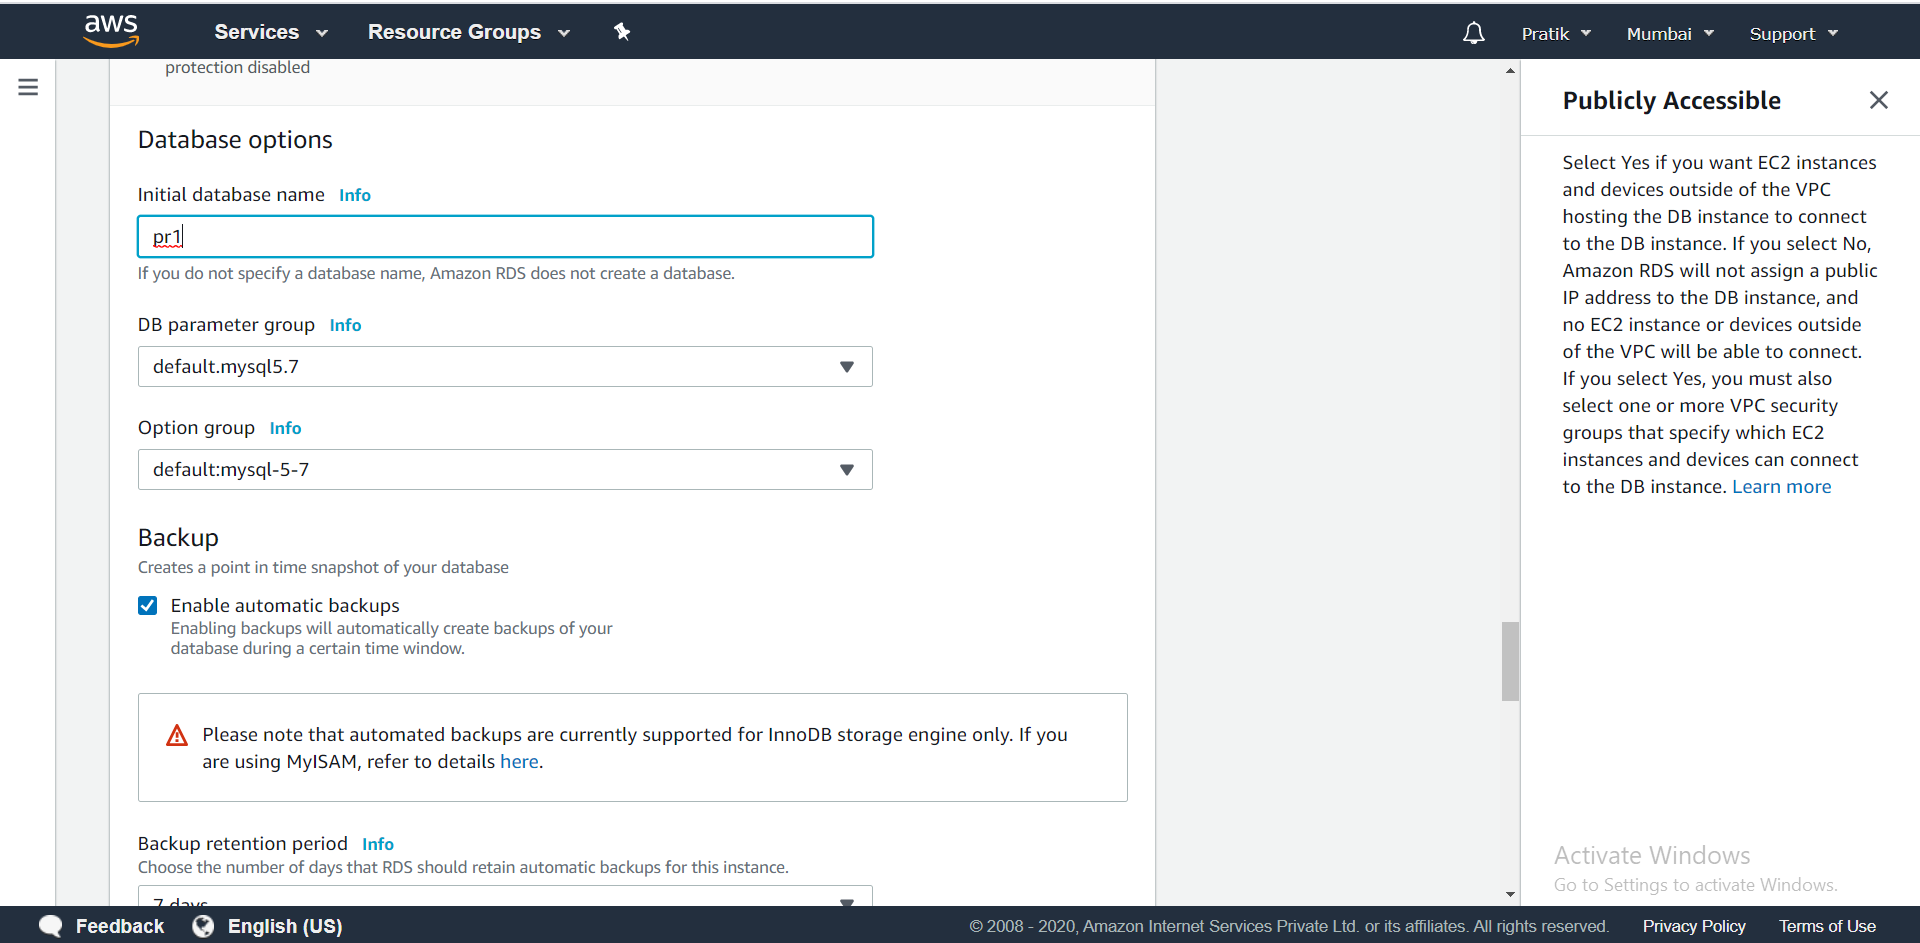 aws
Services
Resource Groups
Pratik
Mumbai
Support
protection disabled
Database options
Initial database name Info
pr1
If you do not specify a database name, Amazon RDS does not create a database.
DB parameter group Info
default.mysql5.7
Option group Info
default:mysql-5-7
Backup
Creates a point in time snapshot of your database
Enable automatic backups
Enabling backups will automatically create backups of your
database during a certain time window.
Please note that automated backups are currently supported for InnoDB storage engine only. If you
are using MyISAM, refer to details here.
Backup retention period Info
Choose the number of days that RDS should retain automatic backups for this instance.
7 days
Publicly Accessible
Select Yes if you want EC2 instances
and devices outside of the VPC
hosting the DB instance to connect
to the DB instance. If you select No,
Amazon RDS will not assign a public
IP address to the DB instance, and
no EC2 instance or devices outside
of the VPC will be able to connect.
If you select Yes, you must also
select one or more VPC security
groups that specify which EC2
instances and devices can connect
to the DB instance. Learn more
Activate Windows
Go to Settings to activate Windows.
Feedback
English (US)
© 2008 - 2020, Amazon Internet Services Private Ltd. or its affiliates. All rights reserved.
Privacy Policy
Terms of Use